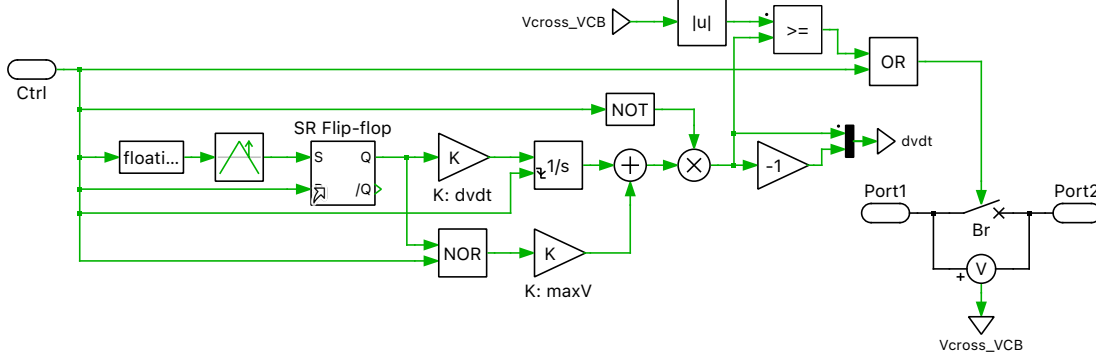 Vcross_VCB
|u|
>=
OR
Ctrl
NOT
SR Flip-flop
floati...
S
Q
/Q
K
K: dvdt
1/s
-1
dvdt
Port1
Port2
Br
NOR
K
K: maxV
V
Vcross_VCB